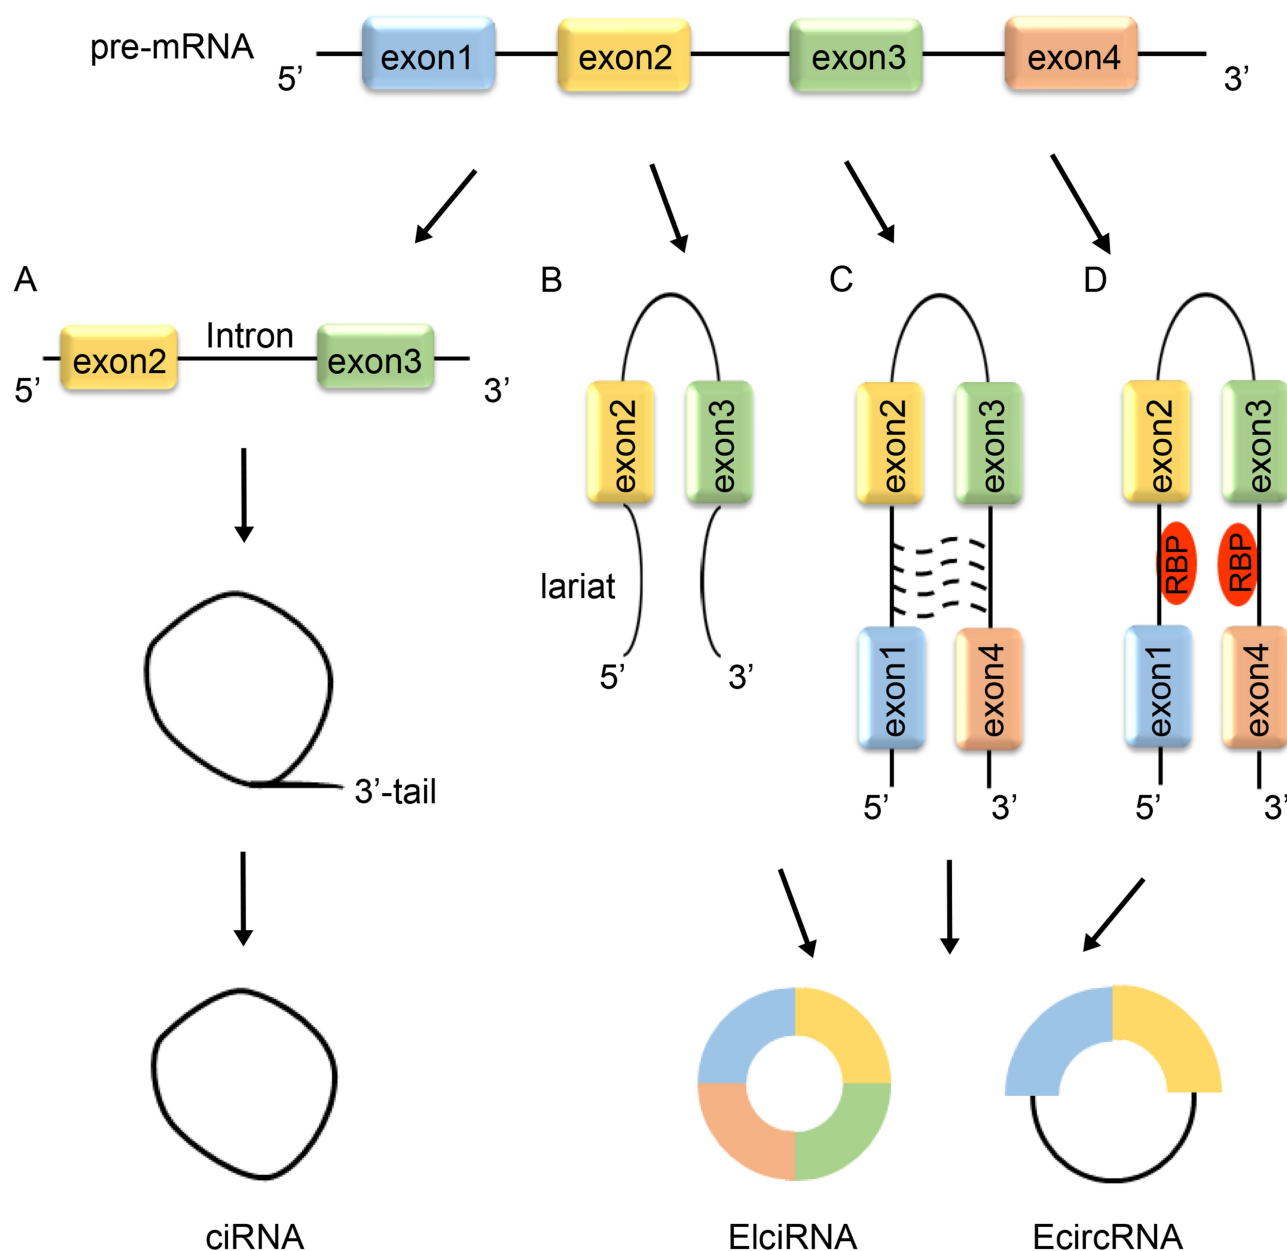 pre-mRNA
5’
exon1
exon2
exon3
exon4
3’
A
exon2
Intron
exon3
5’
3’
3’-tail
ciRNA
B
exon2
exon3
lariat
5’
3’
C
exon2
exon3
exon1
exon4
5’
3’
D
exon2
exon3
RBP
RBP
exon1
exon4
5’
3’
ElciRNA
EcircRNA